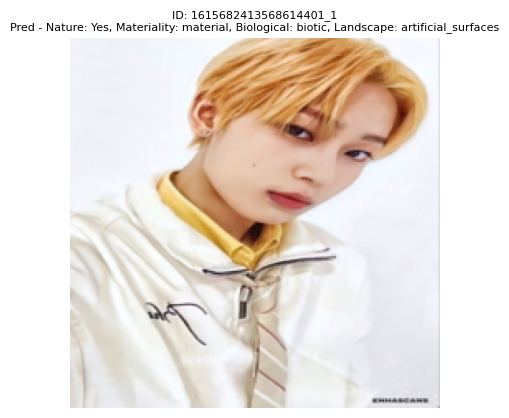 ID: 1615682413568614401_1
Pred - Nature: Yes, Materiality: material, Biological: biotic, Landscape: artificial_surfaces
ENHASCANS